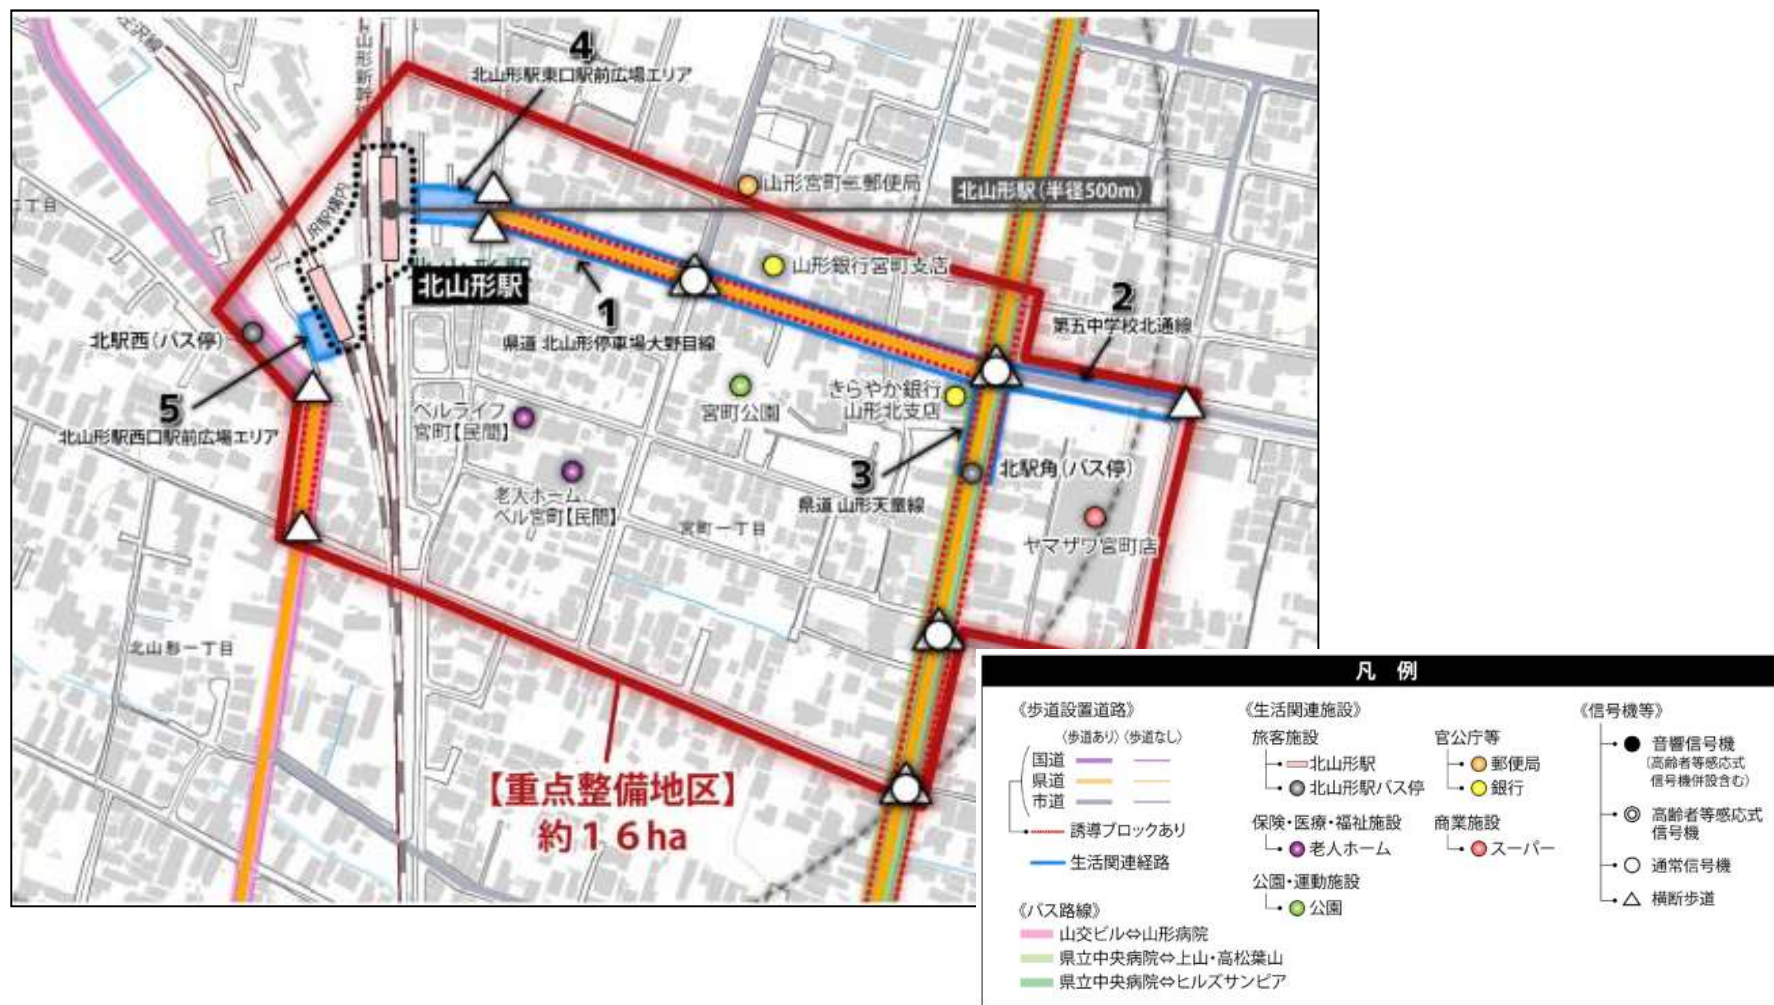 左沢線
山形新幹
4
北山形駅東口駅前広場エリア
二丁目
JR駅構内
山形宮町二郵便局
北山形駅(半径500m)
山形銀行宮町支店
北山形駅
2
第五中学校北通線
1
県道 北山形停車場大野目線
北駅西(バス停)
きらやか銀行
山形北支店
宮町公園
5
北山形駅西口駅前広場エリア
ベルライフ
宮町【民間】
3
県道 山形天童線
北駅角(バス停)
老人ホーム
ベル宮町【民間】
宮町一丁目
ヤマザワ宮町店
北山形一丁目
【重点整備地区】
約16ha
凡 例
《歩道設置道路》
(歩道あり)(歩道なし)
国道
県道
市道
誘導ブロックあり
生活関連経路
《バス路線》
山交ビル⇔山形病院
県立中央病院⇔上山・高松葉山
県立中央病院⇔ヒルズサンピア
《生活関連施設》
旅客施設
北山形駅
北山形駅バス停
保険・医療・福祉施設
老人ホーム
公園・運動施設
公園
官公庁等
郵便局
銀行
商業施設
スーパー
《信号機等》
音響信号機
(高齢者等感応式
信号機併設含む)
高齢者等感応式
信号機
通常信号機
横断歩道